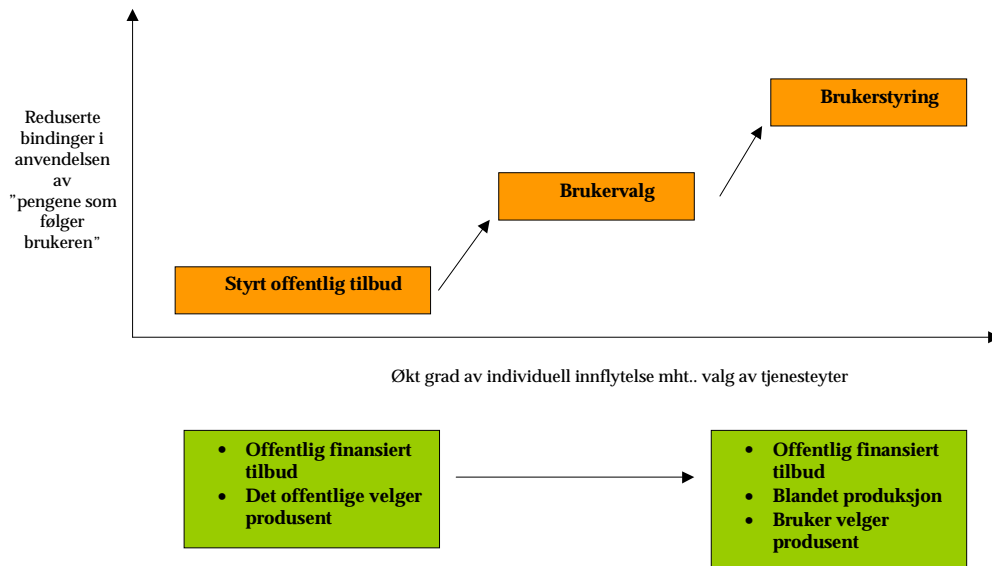 Reduserte
bindinger i
anvendelsen
av
”pengene som
følger
brukeren”
Brukerstyring
Brukervalg
Styrt offentlig tilbud
Økt grad av individuell innflytelse mht.. valg av tjenesteyter
• Offentlig finansiert
tilbud
• Det offentlige velger
produsent
• Offentlig finansiert
tilbud
• Blandet produksjon
• Bruker velger
produsent